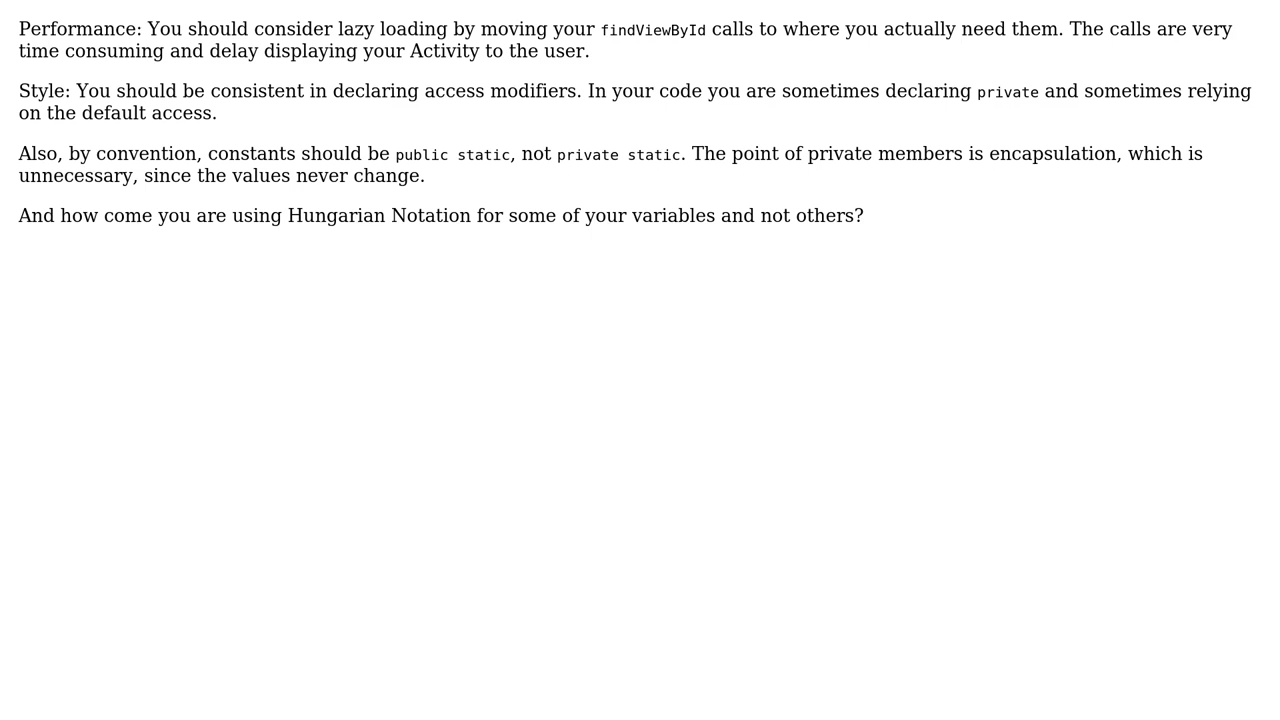 Performance: You should consider lazy loading by moving your findViewById calls to where you actually need them. The calls are very
time consuming and delay displaying your Activity to the user.
Style: You should be consistent in declaring access modifiers. In your code you are sometimes declaring private and sometimes relying
on the default access.
Also, by convention, constants should be public static, not private static. The point of private members is encapsulation, which is
unnecessary, since the values never change.
And how come you are using Hungarian Notation for some of your variables and not others?